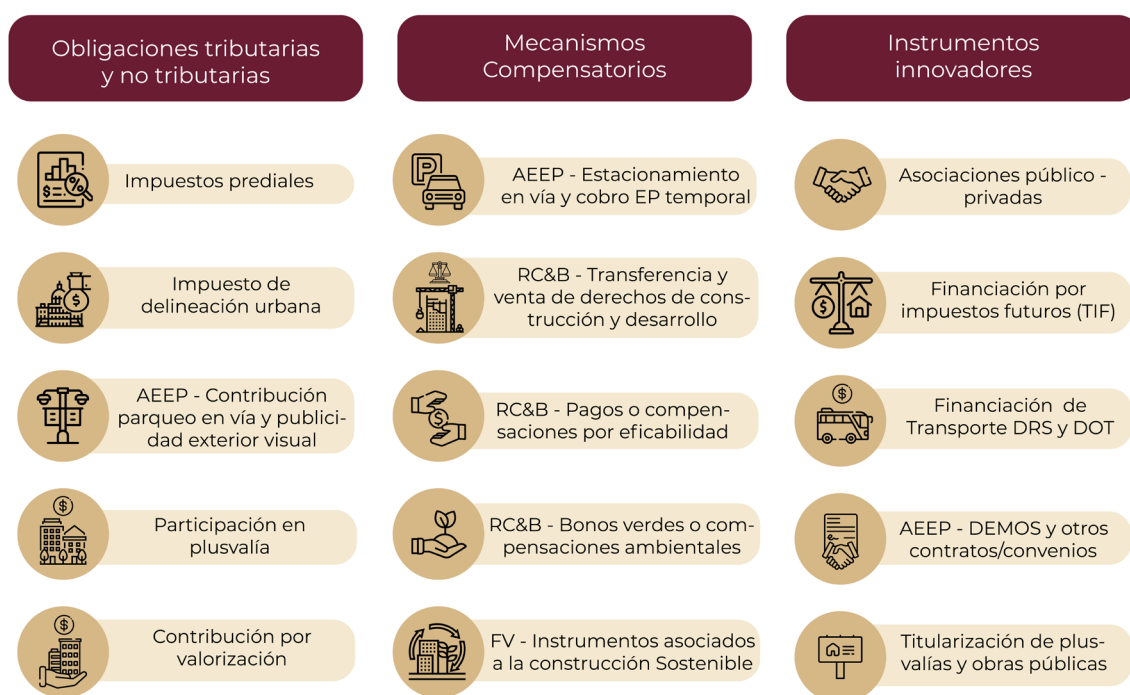 Obligaciones tributarias
y no tributarias
Impuestos prediales
Impuesto de
delineación urbana
AEEP - Contribución
parqueo en vía y publici-
dad exterior visual
Participación en
plusvalía
Contribución por
valorización
Mecanismos
Compensatorios
AEEP - Estacionamiento
en vía y cobro EP temporal
RC&B - Transferencia y
venta de derechos de cons-
trucción y desarrollo
RC&B - Pagos o compen-
saciones por eficabilidad
RC&B - Bonos verdes o com-
pensaciones ambientales
FV - Instrumentos asociados
a la construcción Sostenible
Instrumentos
innovadores
Asociaciones público -
privadas
Financiación por
impuestos futuros (TIF)
Financiación de
Transporte DRS y DOT
AEEP - DEMOS y otros
contratos/convenios
Titularización de plus-
valías y obras públicas